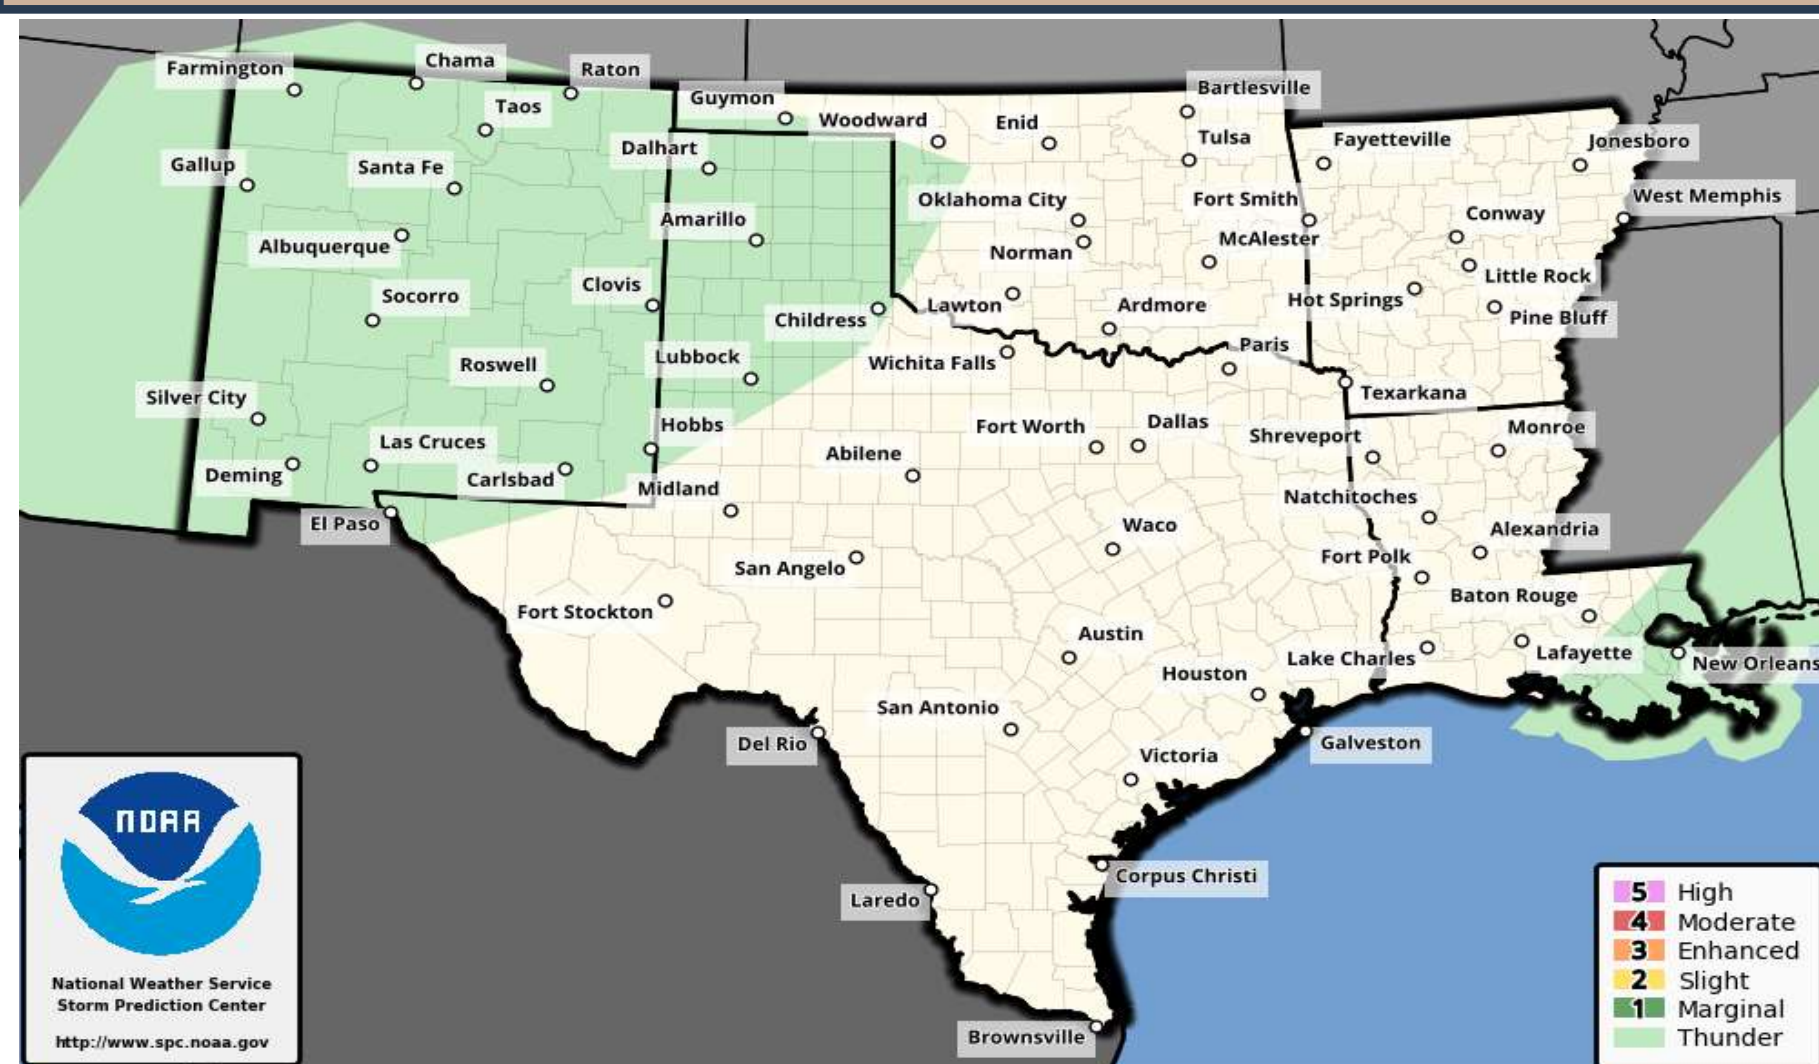 Farmington
Chama
Raton
Taos
Guymon
Woodward
Enid
Bartlesville
Tulsa
Fayetteville
Jonesboro
Gallup
Santa Fe
Dalhart
Oklahoma City
Fort Smith
Conway
West Memphis
Albuquerque
Amarillo
Norman
McAlester
Little Rock
Socorro
Clovis
Childress
Lawton
Ardmore
Hot Springs
Pine Bluff
Roswell
Lubbock
Wichita Falls
Paris
Texarkana
Silver City
Las Cruces
Hobbs
Abilene
Fort Worth
Dallas
Shreveport
Monroe
Deming
Carlsbad
Midland
Natchitoches
El Paso
Waco
Alexandria
San Angelo
Fort Polk
Fort Stockton
Baton Rouge
Austin
Lake Charles
Lafayette
New Orleans
Houston
San Antonio
Del Rio
Galveston
Victoria
Corpus Christi
Laredo
Brownsville
NOAA
National Weather Service
Storm Prediction Center
http://www.spc.noaa.gov
5 High
4 Moderate
3 Enhanced
2 Slight
1 Marginal
Thunder